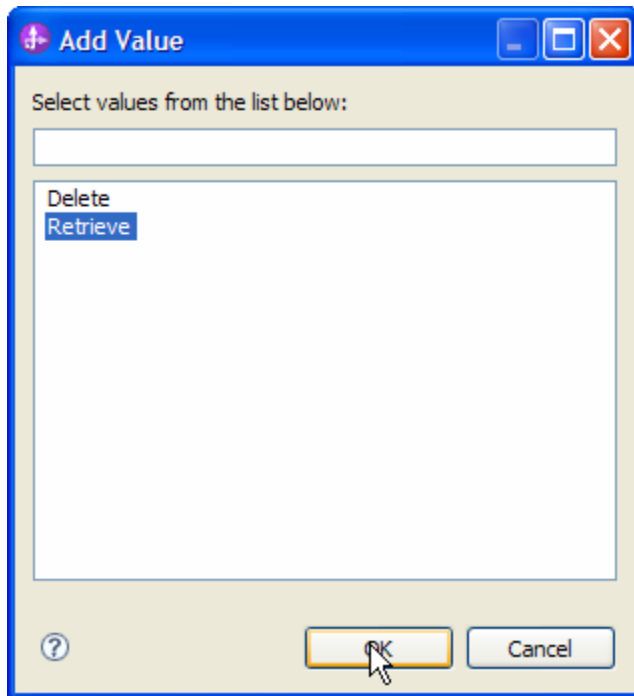 Add Value
Select values from the list below:
Delete
Retrieve
OK
Cancel